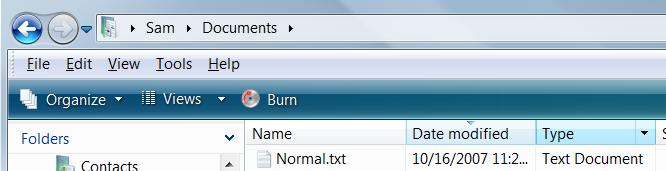 Sam Documents
File Edit View Tools Help
Organize Views Burn
Folders Name Date modified Type S
Contacts Normal.txt 10/16/2007 11:2... Text Document